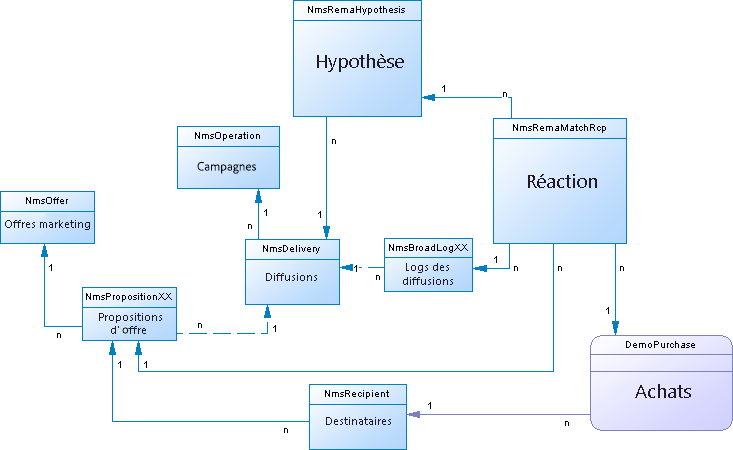 NmsRemaHypothesis
Hypothèse
1
n
n
NmsRemaMatchRcp
Réaction
NmsOperation
Campagnes
1
n
1
NmsOffer
Offres marketing
NmsDelivery
Diffusions
NmsBroadLogXX
Logs des
diffusions
1
n
n
n
1
n
1
NmsPropositionXX
Propositions
d'offre
n
1
n
1
DemoPurchase
Achats
1
1
NmsRecipient
Destinataires
1
n
n